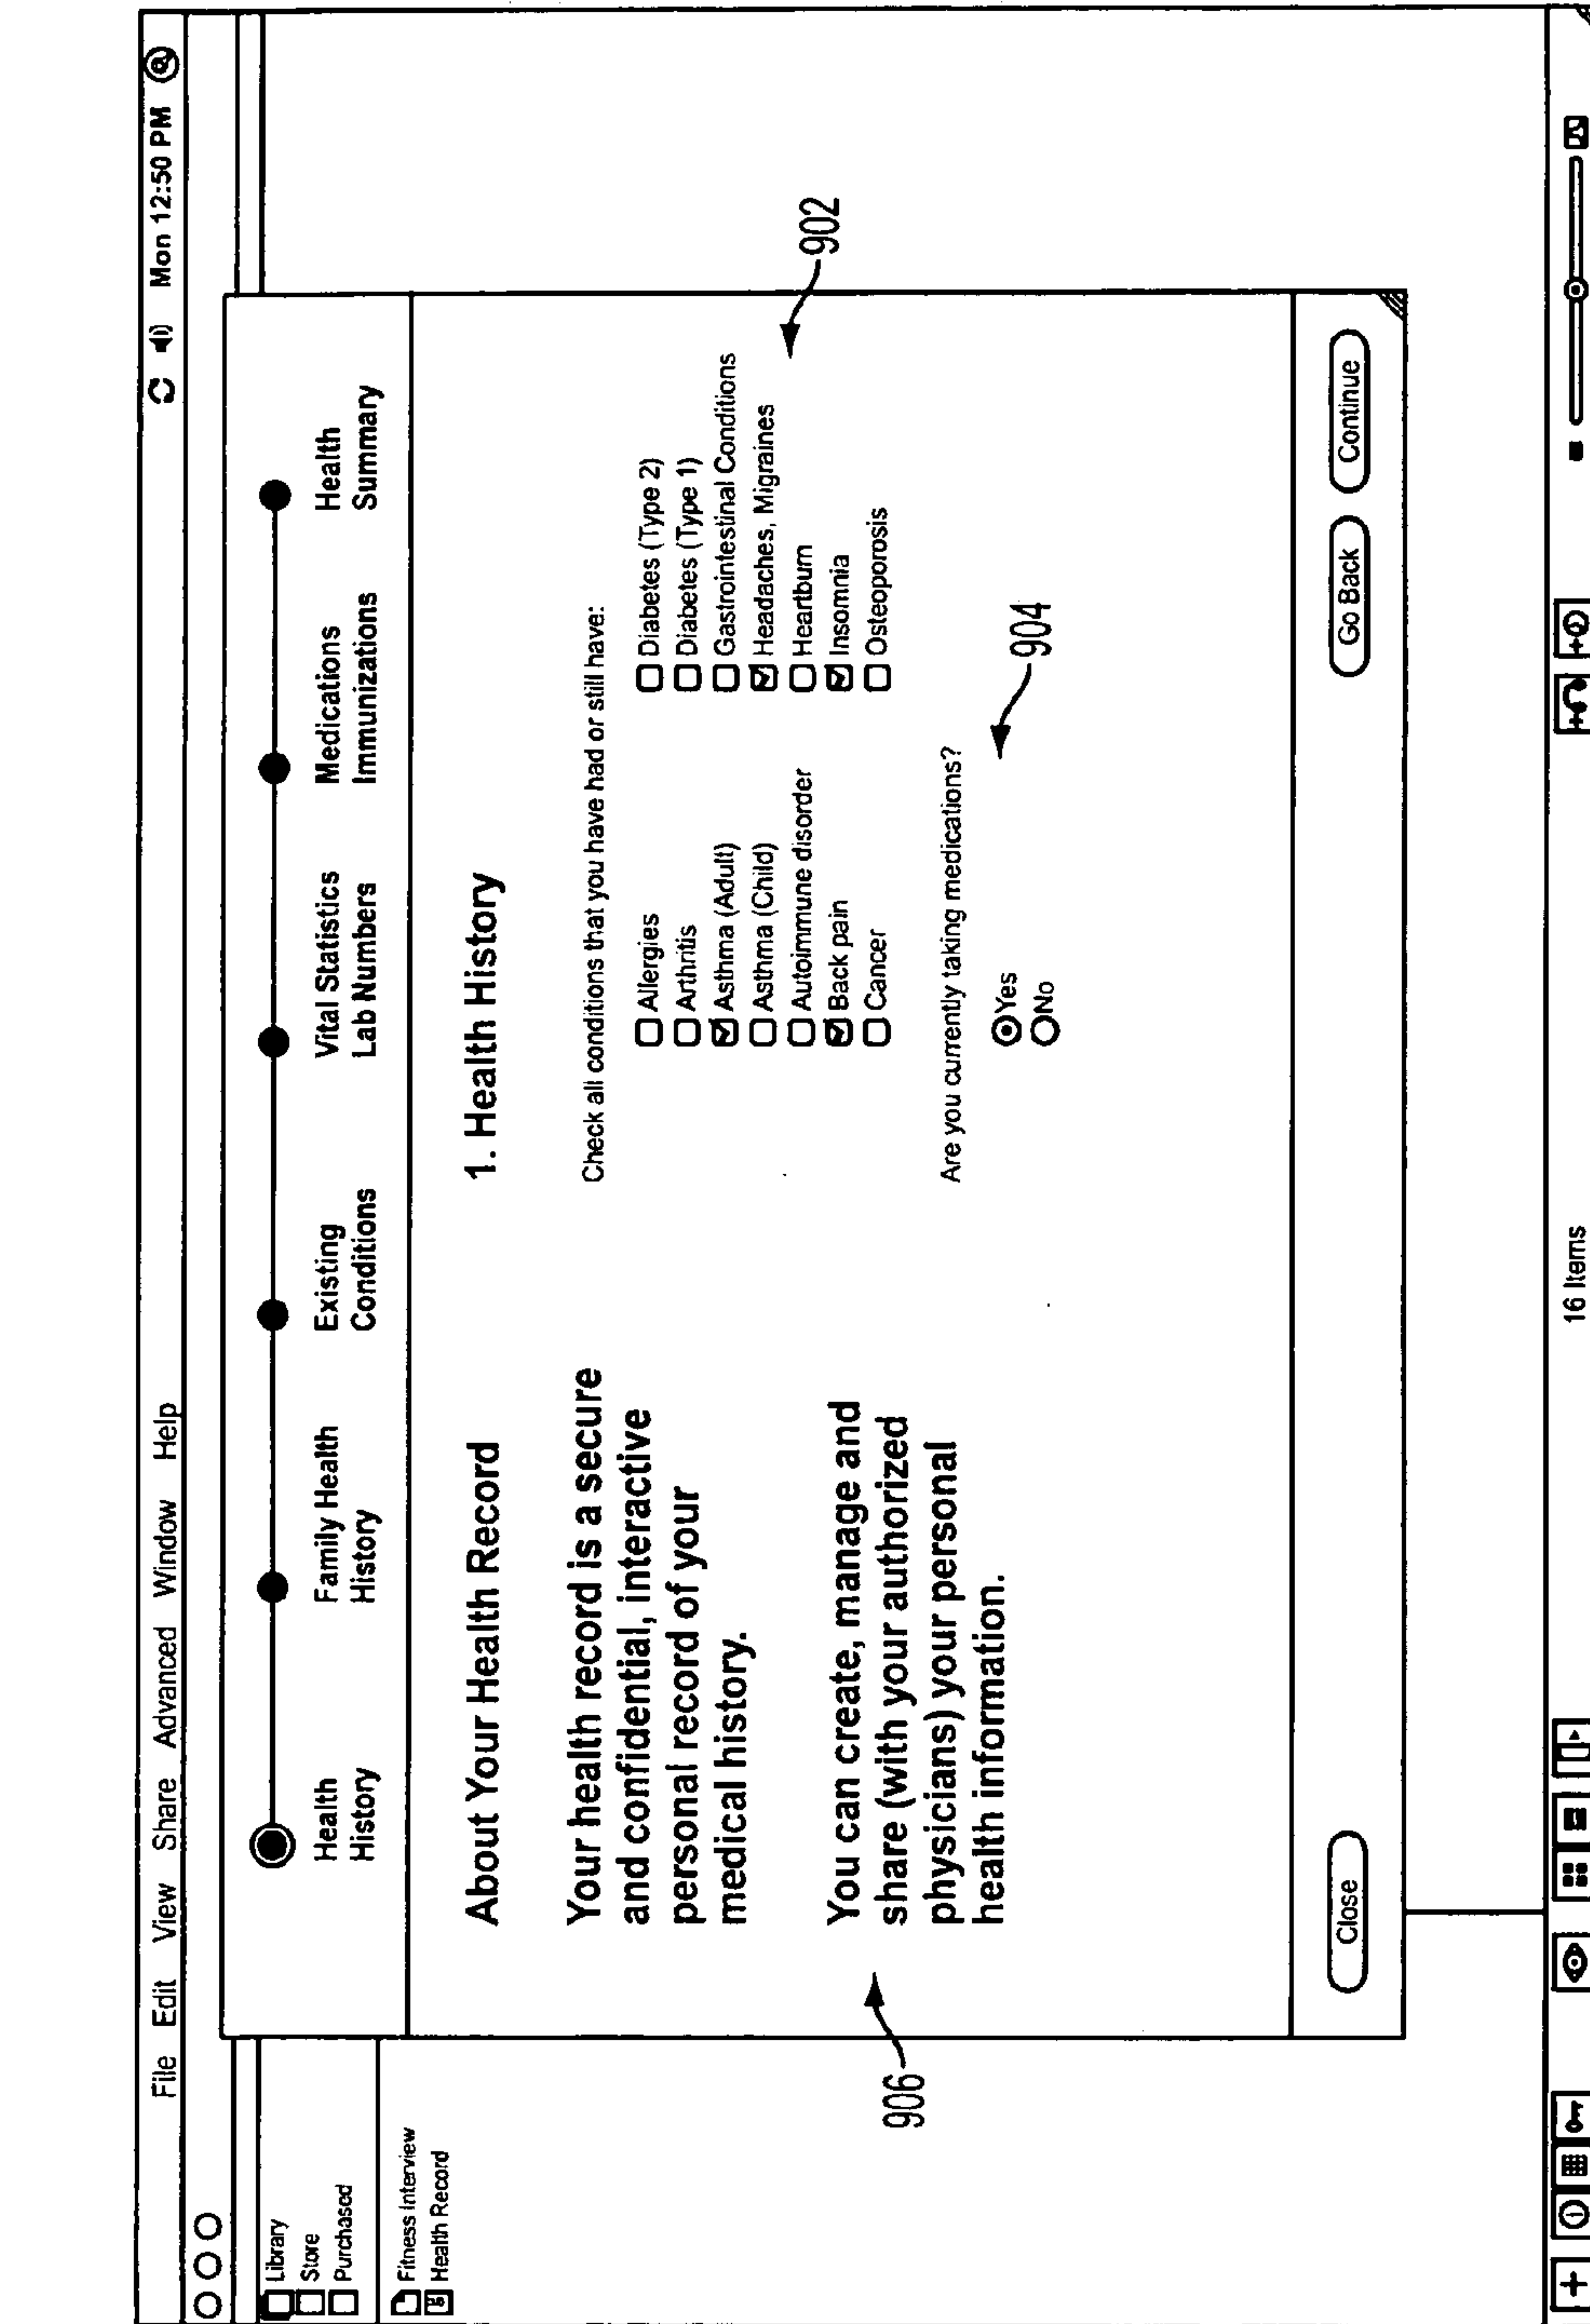 File Edit View Share Advanced Window Help
Mon 12:50 PM
Library
Store
Purchased
Fitness Interview
Health Record
Health
History
Family Health
History
Existing
Conditions
Vital Statistics
Lab Numbers
Medications
Immunizations
Health
Summary
About Your Health Record
Your health record is a secure
and confidential, interactive
personal record of your
medical history.
You can create, manage and
share (with your authorized
physicians) your personal
health information.
906
1. Health History
Check all conditions that you have had or still have:
Allergies
Arthritis
Asthma (Adult)
Asthma (Child)
Autoimmune disorder
Back pain
Cancer
Diabetes (Type 2)
Diabetes (Type 1)
Gastrointestinal Conditions
Headaches, Migraines
Heartburn
Insomnia
Osteoporosis
902
Are you currently taking medications?
Yes
No
904
Close
Go Back
Continue
16 Items